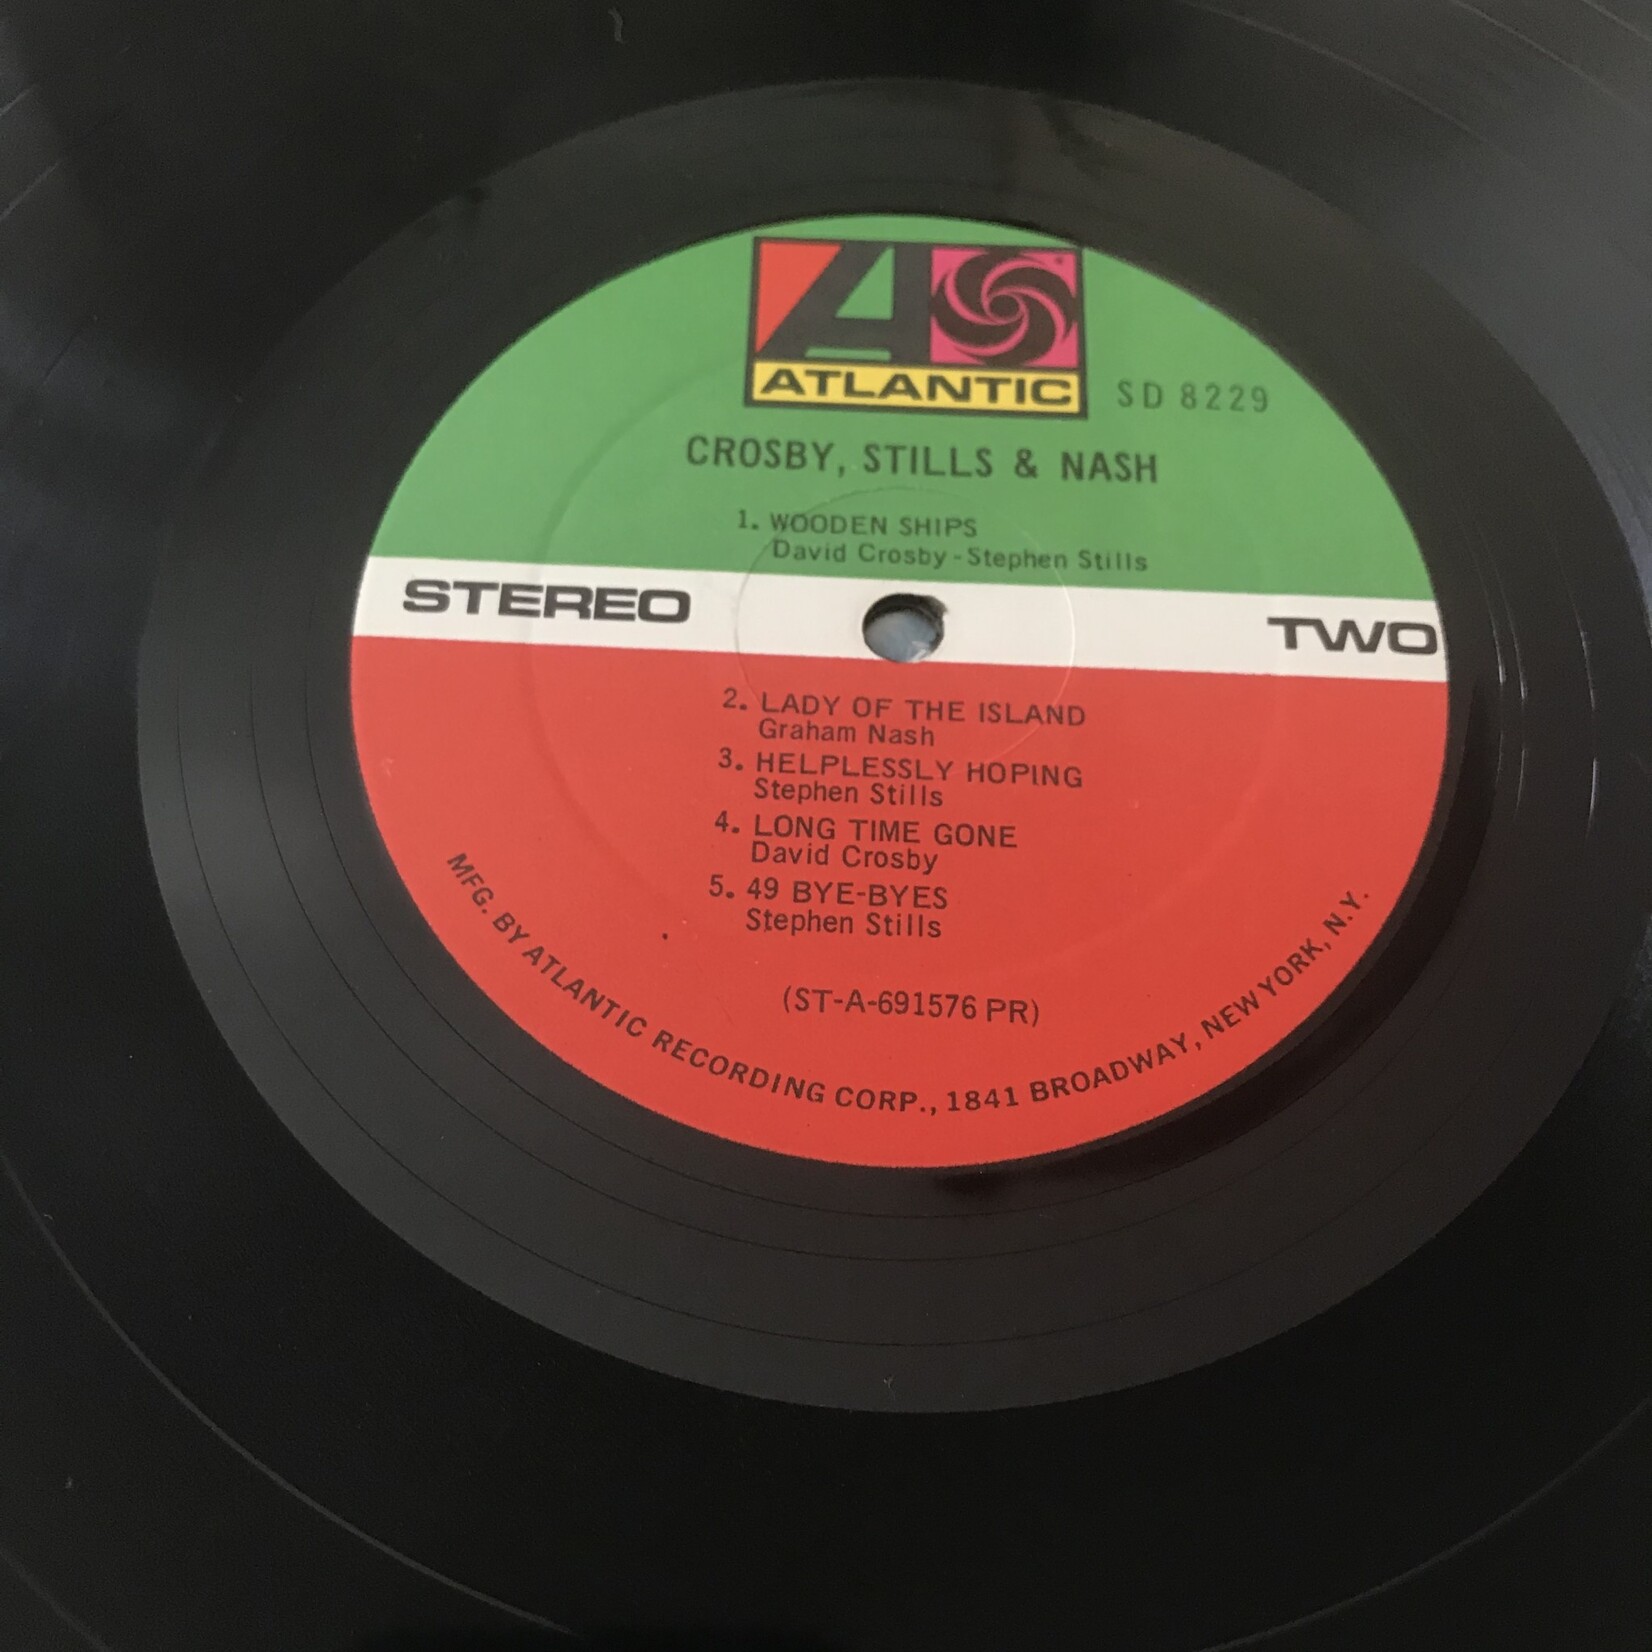 ATLANTIC
SD 8229
CROSBY, STILLS & NASH
1. WOODEN SHIPS
David Crosby - Stephen Stills
STEREO
TWO
2. LADY OF THE ISLAND
Graham Nash
3. HELPLESSLY HOPING
Stephen Stills
4. LONG TIME GONE
David Crosby
5. 49 BYE-BYES
Stephen Stills
(ST-A-691576 PR)
MFG. BY ATLANTIC RECORDING CORP., 1841 BROADWAY, NEW YORK, N.Y.